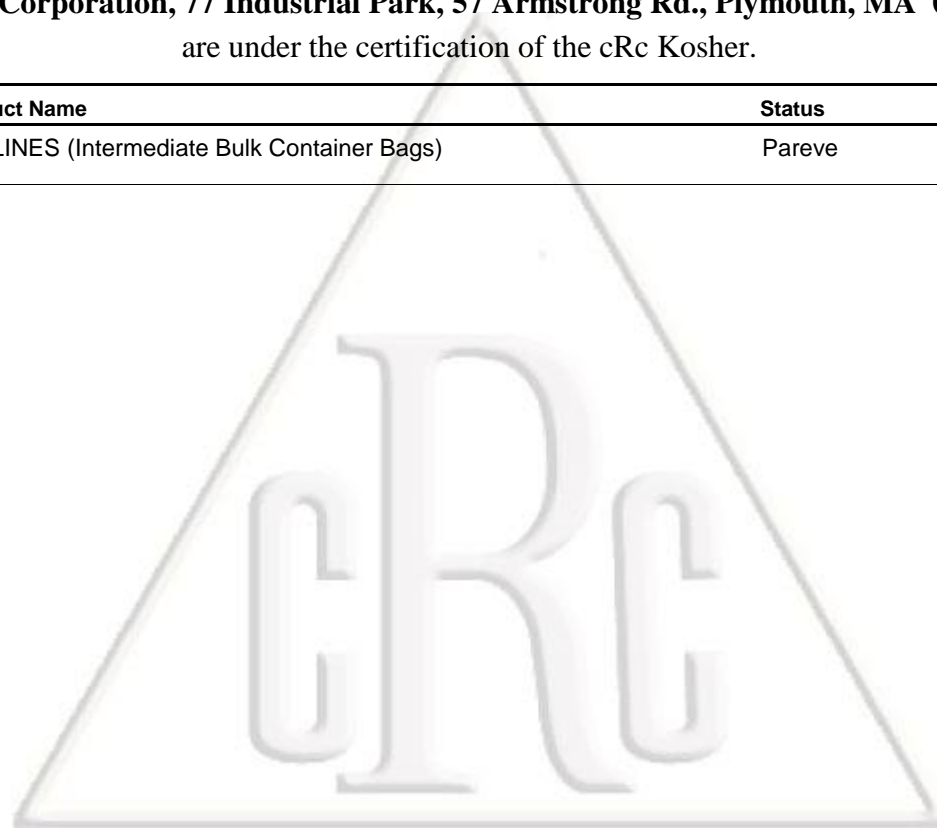 Corporation, 77 Industrial Park, 57 Armstrong Rd., Plymouth, MA
are under the certification of the cRc Kosher.
Name Status
(Intermediate Bulk Container Bags) Pareve
cRc